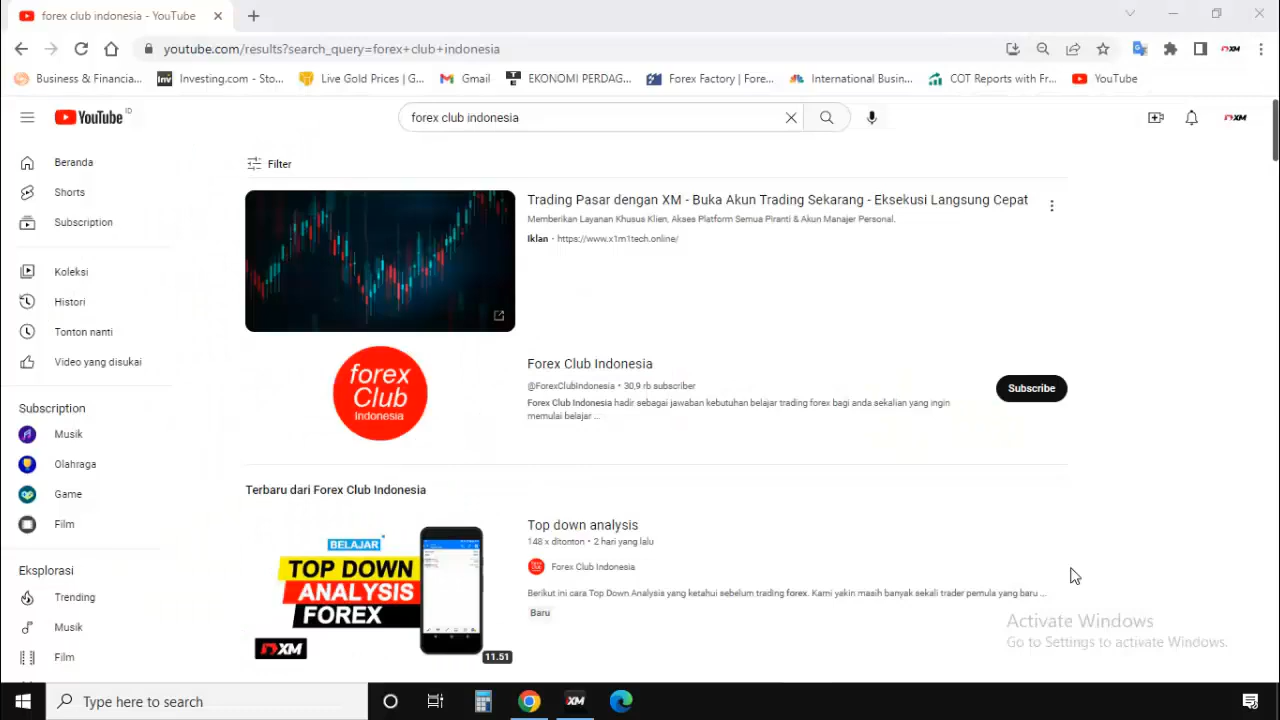 forex club indonesia - YouTube
youtube.com/results?search_query=forex+club+indonesia
XM
Business & Financia...
Investing.com - Sto...
Live Gold Prices | G...
Gmail
EKONOMI PERDAG...
Forex Factory | Fore...
International Busin...
COT Reports with Fr...
YouTube
YouTube ID
forex club indonesia
XM
Beranda
Shorts
Subscription
Koleksi
Histori
Tonton nanti
Video yang disukai
Subscription
Musik
Olahraga
Game
Film
Eksplorasi
Trending
Musik
Film
Filter
Trading Pasar dengan XM - Buka Akun Trading Sekarang - Eksekusi Langsung Cepat
Memberikan Layanan Khusus Klien, Akses Platform Semua Piranti & Akun Manajer Personal.
Iklan · https://www.x1m1tech.online/
forex
Club
Indonesia
Forex Club Indonesia
@ForexClubIndonesia • 30,9 rb subscriber
Forex Club Indonesia hadir sebagai jawaban kebutuhan belajar trading forex bagi anda sekalian yang ingin
memulai belajar ...
Subscribe
Terbaru dari Forex Club Indonesia
BELAJAR
TOP DOWN
ANALYSIS
FOREX
XM
11.51
Top down analysis
148 x ditonton • 2 hari yang lalu
Forex Club Indonesia
Berikut ini cara Top Down Analysis yang ketahui sebelum trading forex. Kami yakin masih banyak sekali trader pemula yang baru ...
Baru
Activate Windows
Go to Settings to activate Windows.
Type here to search
XM